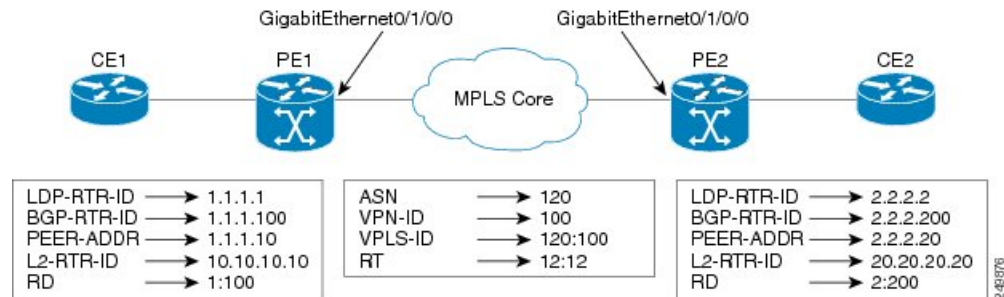 GigabitEthernet0/1/0/0 GigabitEthernet0/1/0/0
CE1 PE1 PE2 CE2
MPLS Core
LDP-RTR-ID 1.1.1.1
BGP-RTR-ID 1.1.1.100
PEER-ADDR 1.1.1.10
L2-RTR-ID 10.10.10.10
RD 1:100
ASN 120
VPN-ID 100
VPLS-ID 120:100
RT 12:12
LDP-RTR-ID 2.2.2.2
BGP-RTR-ID 2.2.2.200
PEER-ADDR 2.2.2.20
L2-RTR-ID 20.20.20.20
RD 2:200
249876